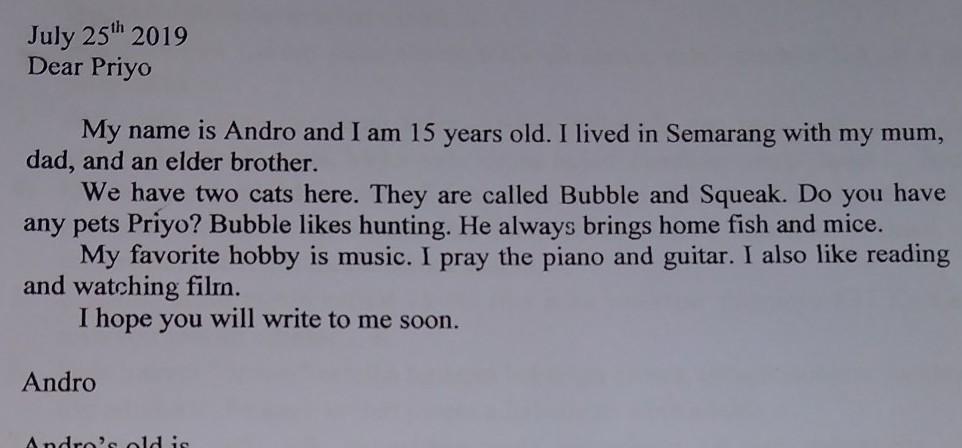 July 25th 2019
Dear Priyo
My name is Andro and I am 15 years old. I lived in Semarang with my mum,
dad, and an elder brother.
We have two cats here. They are called Bubble and Squeak. Do you have
any pets Priyo? Bubble likes hunting. He always brings home fish and mice.
My favorite hobby is music. I pray the piano and guitar. I also like reading
and watching film.
I hope you will write to me soon.
Andro
Andro's old is